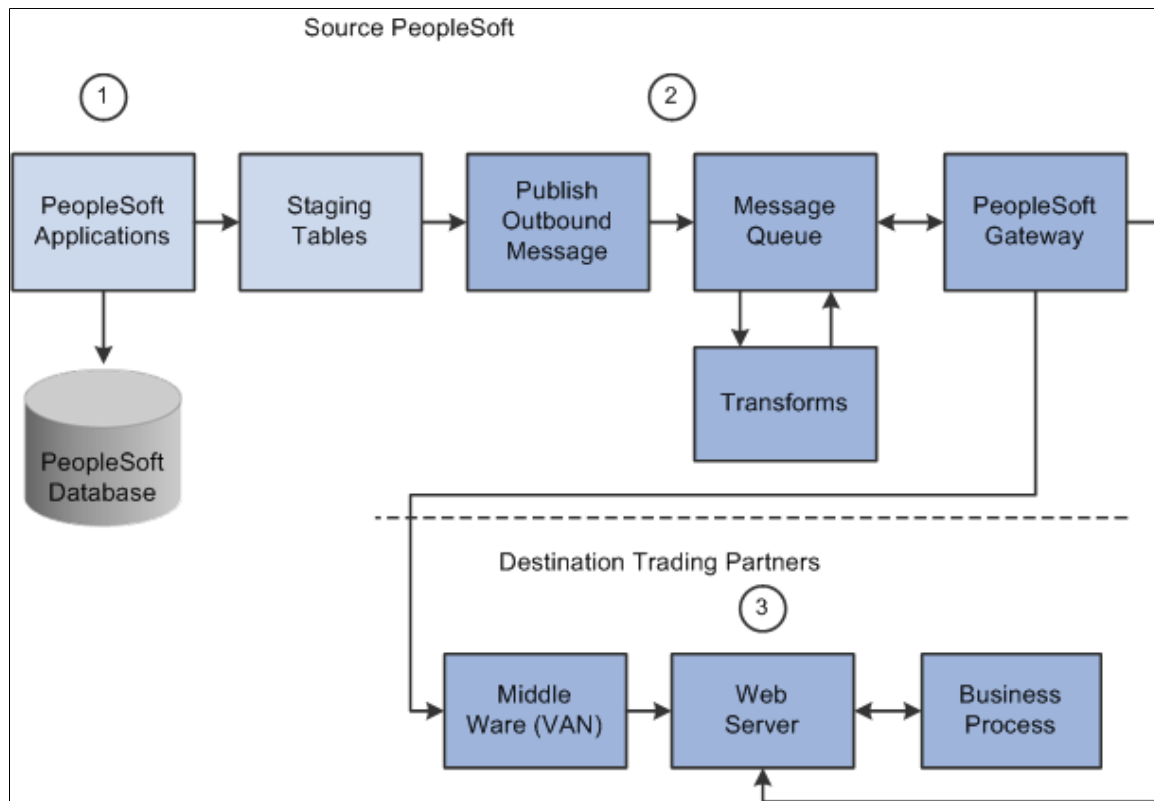 Source PeopleSoft
1
2
PeopleSoft
Applications
Staging
Tables
Publish
Outbound
Message
Message
Queue
PeopleSoft
Gateway
Transforms
PeopleSoft
Database
Destination Trading Partners
3
Middle
Ware (VAN)
Web
Server
Business
Process